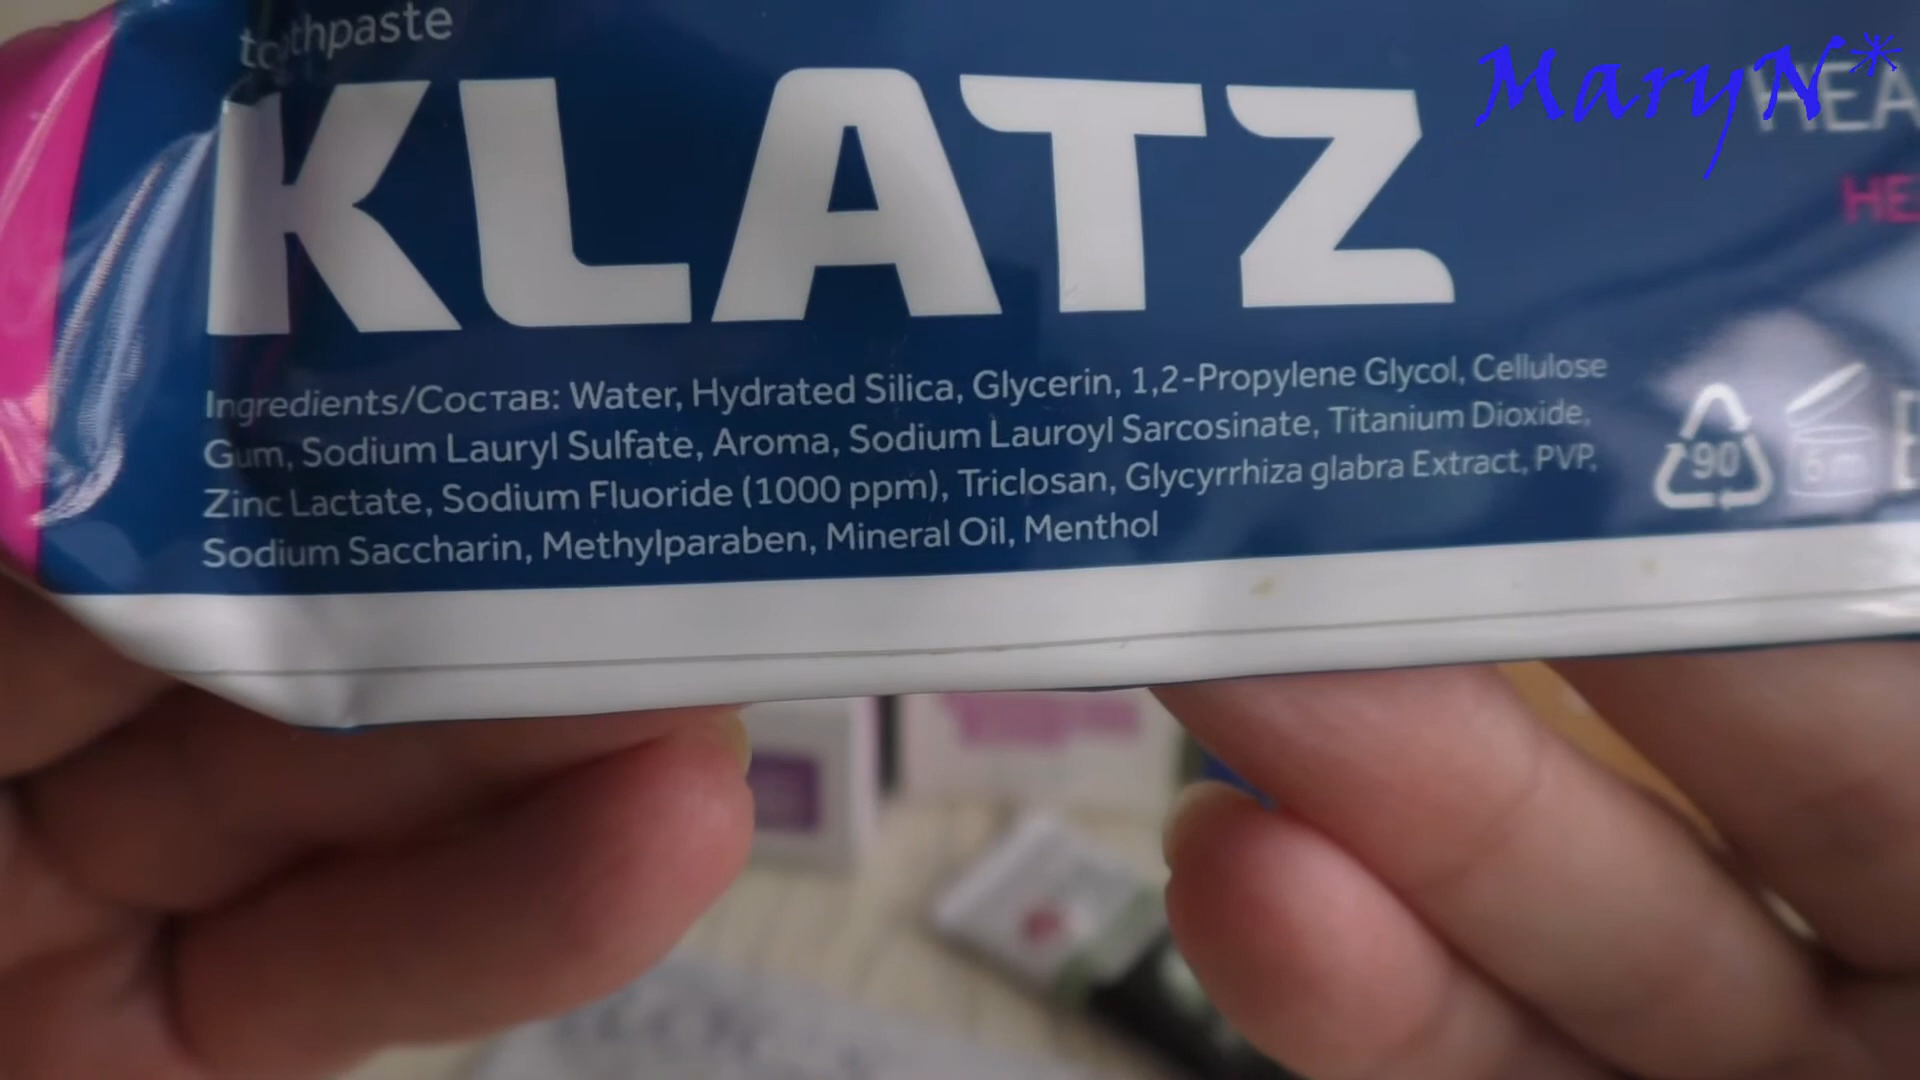 toothpaste
KLATZ
MaryN*
Ingredients/Состав: Water, Hydrated Silica, Glycerin, 1,2-Propylene Glycol, Cellulose
Gum, Sodium Lauryl Sulfate, Aroma, Sodium Lauroyl Sarcosinate, Titanium Dioxide,
Zinc Lactate, Sodium Fluoride (1000 ppm), Triclosan, Glycyrrhiza glabra Extract, PVP,
Sodium Saccharin, Methylparaben, Mineral Oil, Menthol
90
6 m